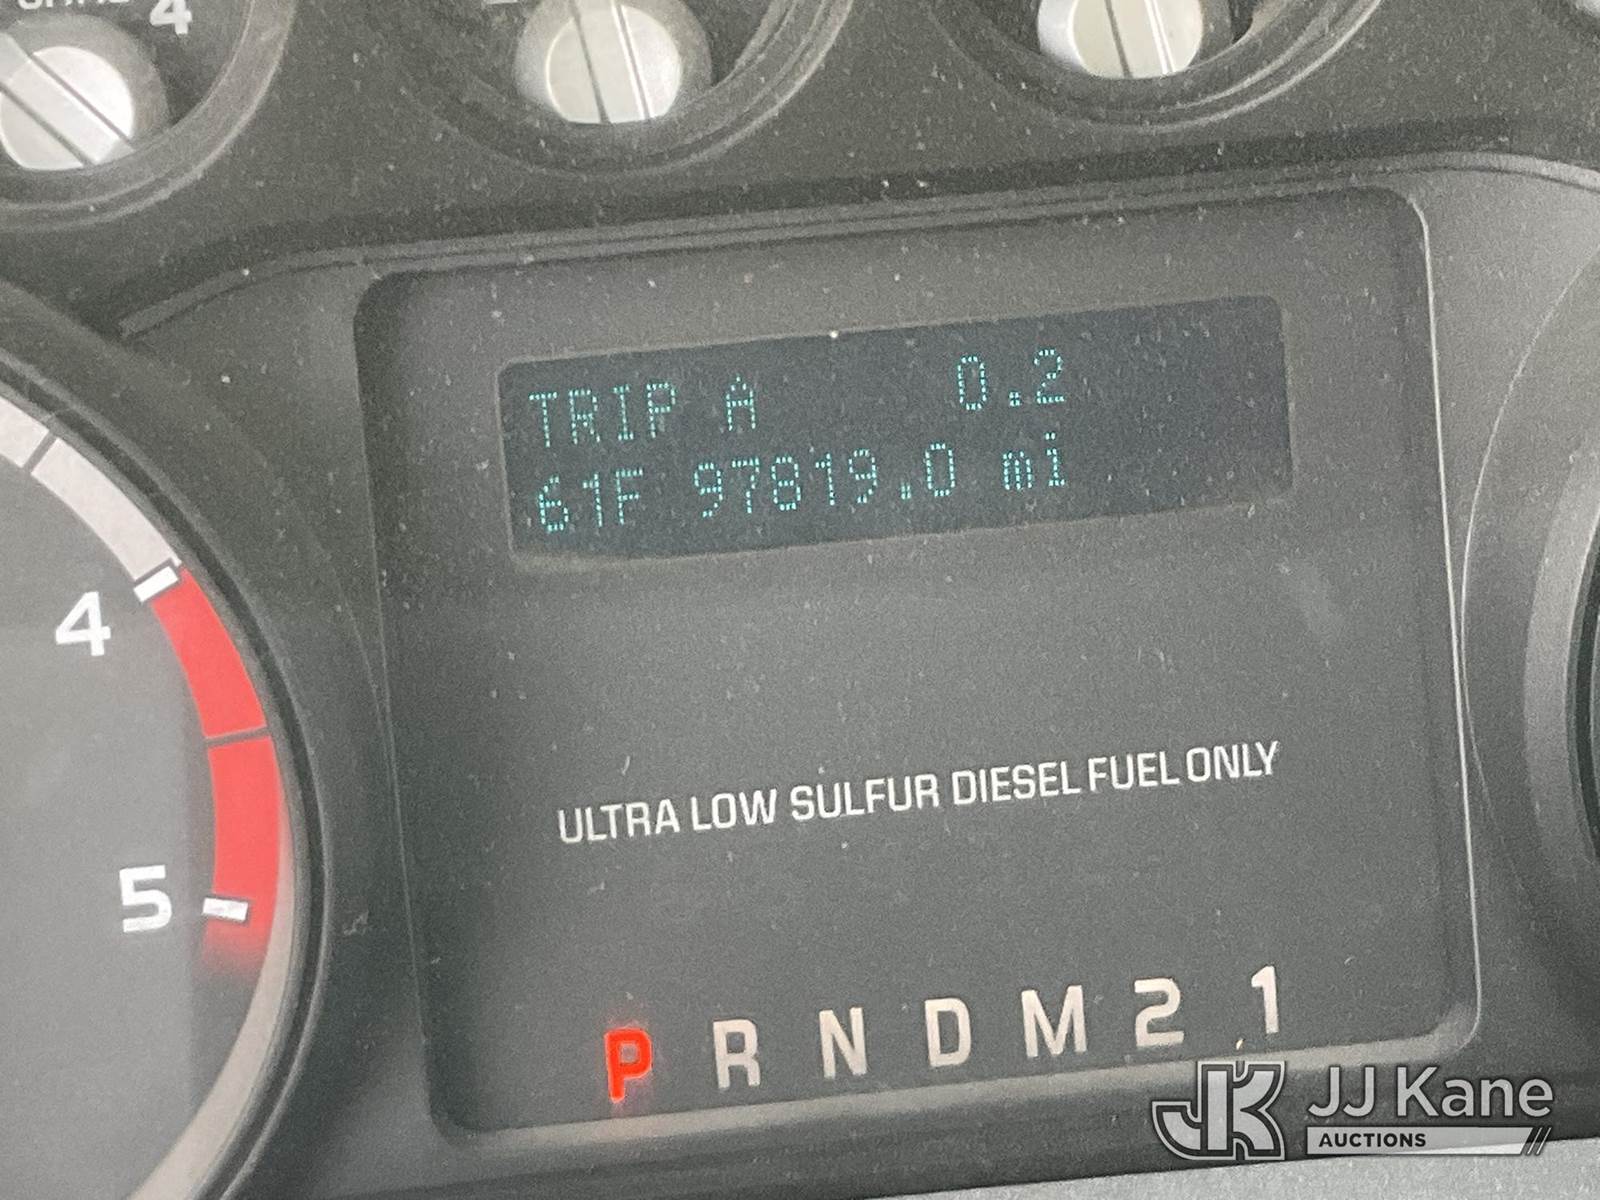 4
TRIP A 0.2
61F 97819.0 mi
4
5
ULTRA LOW SULFUR DIESEL FUEL ONLY
P R N D M 2 1
JK JJ Kane
AUCTIONS